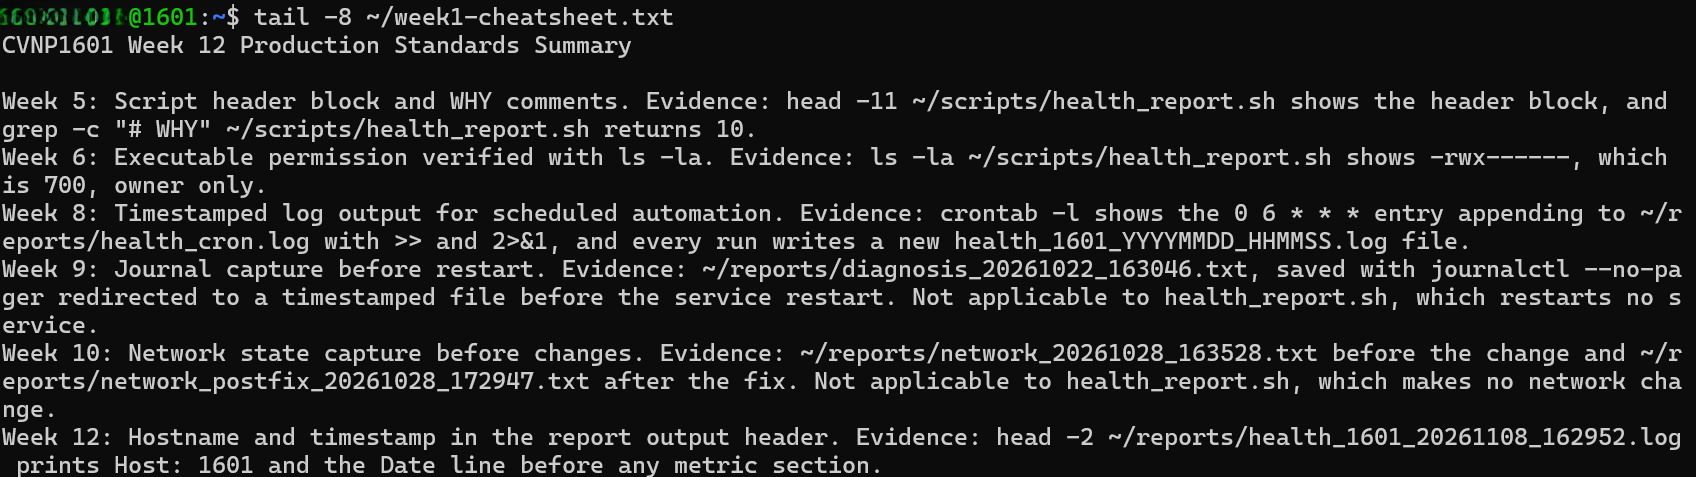 @1601:~$ tail -8 ~/week1-cheatsheet.txt
CVNP1601 Week 12 Production Standards Summary

Week 5: Script header block and WHY comments. Evidence: head -11 ~/scripts/health_report.sh shows the header block, and
grep -c "# WHY" ~/scripts/health_report.sh returns 10.
Week 6: Executable permission verified with ls -la. Evidence: ls -la ~/scripts/health_report.sh shows -rwx------, which
is 700, owner only.
Week 8: Timestamped log output for scheduled automation. Evidence: crontab -l shows the 0 6 * * * entry appending to ~/r
eports/health_cron.log with >> and 2>&1, and every run writes a new health_1601_YYYYMMDD_HHMMSS.log file.
Week 9: Journal capture before restart. Evidence: ~/reports/diagnosis_20261022_163046.txt, saved with journalctl --no-pa
ger redirected to a timestamped file before the service restart. Not applicable to health_report.sh, which restarts no s
ervice.
Week 10: Network state capture before changes. Evidence: ~/reports/network_20261028_163528.txt before the change and ~/r
eports/network_postfix_20261028_172947.txt after the fix. Not applicable to health_report.sh, which makes no network cha
nge.
Week 12: Hostname and timestamp in the report output header. Evidence: head -2 ~/reports/health_1601_20261108_162952.log
 prints Host: 1601 and the Date line before any metric section.